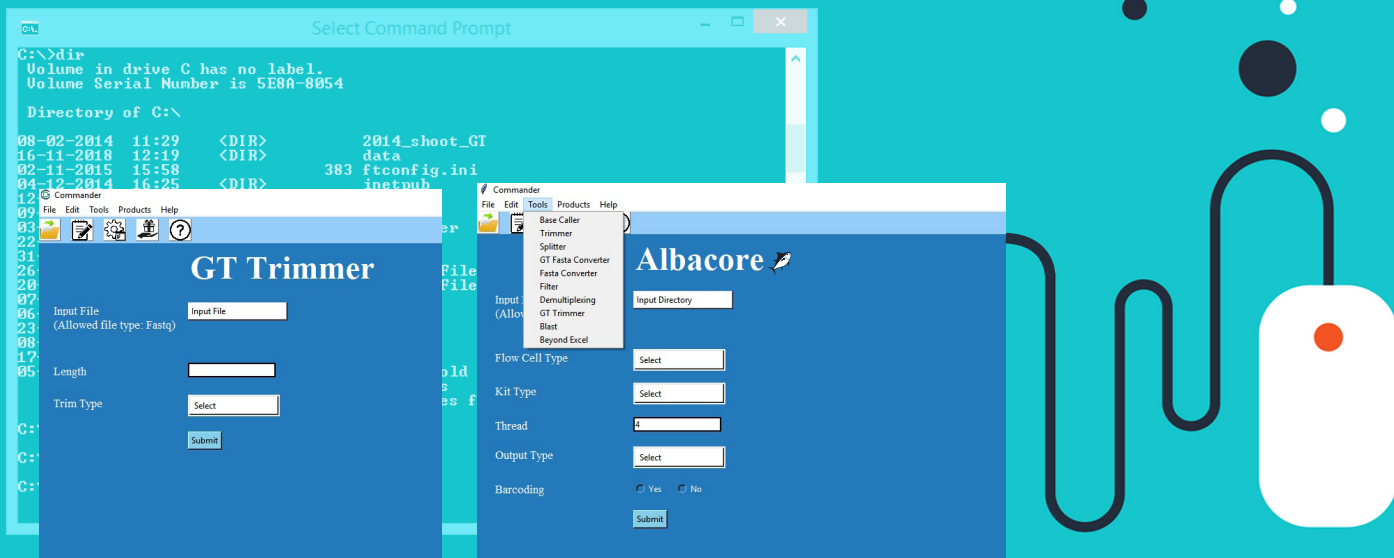 Select Command Prompt
C:\>dir
Volume in drive C has no label.
Volume Serial Number is 5E8A-8054
Directory of C:\
08-02-2014 11:29 <DIR> 2014_shoot_GT
16-11-2018 12:19 <DIR> data
02-11-2015 15:58 383 ftconfig.ini
04-12-2014 16:25 <DIR> inetpub
Commander
File Edit Tools Products Help
GT Trimmer
Input File
Input File
(Allowed file type: Fastq)
Length
Trim Type
Select
Submit
Commander
File Edit Tools Products Help
Base Caller
Trimmer
Splitter
GT Fasta Converter
Fasta Converter
Filter
Demultiplexing
GT Trimmer
Blast
Beyond Excel
Albacore
Input
Input Directory
Flow Cell Type
Select
Kit Type
Select
Thread
4
Output Type
Select
Barcoding
Yes No
Submit